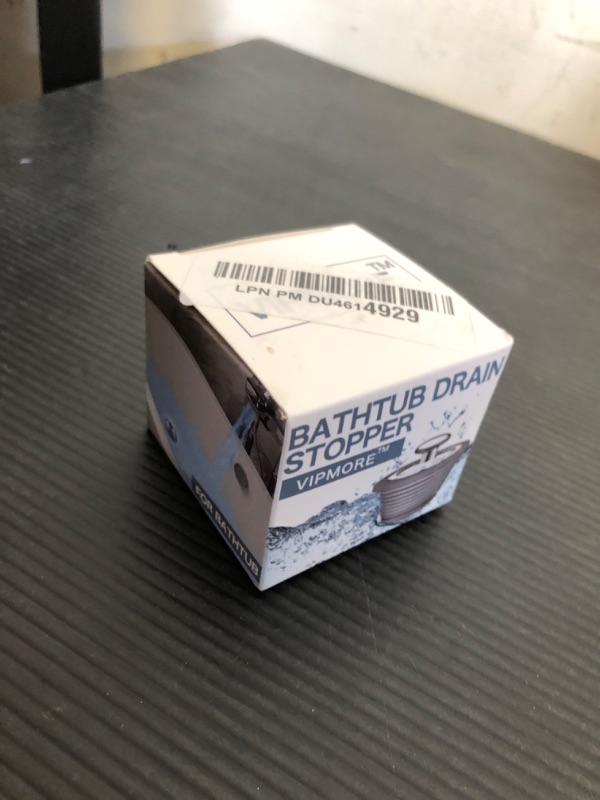 TM
LPN PM DU4614929
BATHTUB DRAIN
STOPPER
VIPMORE™
FOR BATHTUB